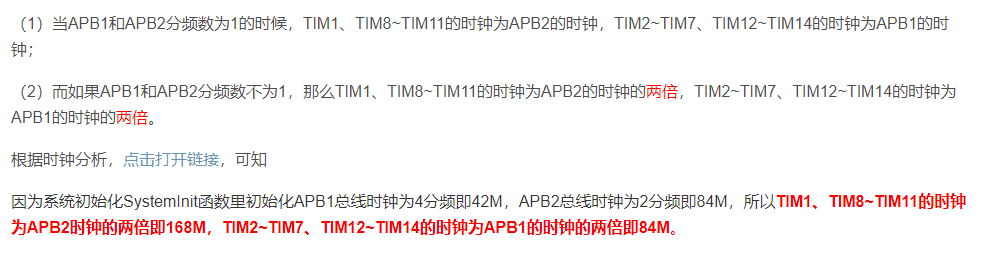 （1）当APB1和APB2分频数为1的时候，TIM1、TIM8~TIM11的时钟为APB2的时钟，TIM2~TIM7、TIM12~TIM14的时钟为APB1的时
钟；
（2）而如果APB1和APB2分频数不为1，那么TIM1、TIM8~TIM11的时钟为APB2的时钟的两倍，TIM2~TIM7、TIM12~TIM14的时钟为
APB1的时钟的两倍。
根据时钟分析，点击打开链接，可知
因为系统初始化SystemInit函数里初始化APB1总线时钟为4分频即42M，APB2总线时钟为2分频即84M，所以TIM1、TIM8~TIM11的时钟
为APB2时钟的两倍即168M，TIM2~TIM7、TIM12~TIM14的时钟为APB1的时钟的两倍即84M。